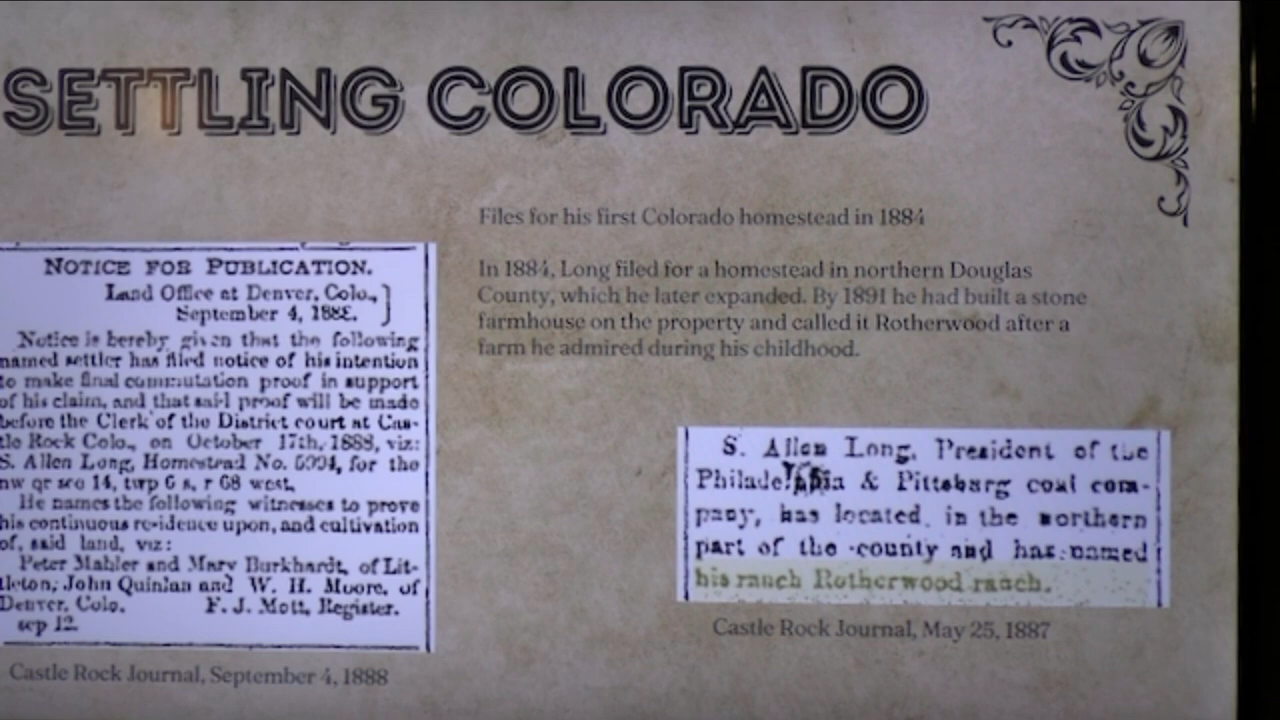 SETTLING COLORADO
Files for his first Colorado homestead in 1884
In 1884, Long filed for a homestead in northern Douglas
County, which he later expanded. By 1891 he had built a stone
farmhouse on the property and called it Rotherwood after a
farm he admired during his childhood.
NOTICE FOR PUBLICATION.
Land Office at Denver, Colo.,
September 4, 188
Notice is hereby given that the following
named settler has filed notice of his intention
to make final commutation proof in support
of his claim, and that said proof will be made
before the Clerk of the District court at Cas-
tle Rock Colo., on October 17th, 1888, viz:
S. Allen Long, Homestead No. for the
nw qr sec 14, twp 6 s, r 68 west.
He names the following witnesses to prove
his continuous residence upon, and cultivation
of, said land, viz:
Peter Mahler and Mary Burkhardt, of Lit-
tleton, John Quinlan and W. H. Moore, of
Denver, Colo. F. J. Mott, Register.
sep 12
Castle Rock Journal, September 4, 1888
S. Allen Long, President of the
Philadelphia & Pittsburg coal com-
pany, has located in the northern
part of the county and has named
his ranch Rotherwood ranch.
Castle Rock Journal, May 25, 1887